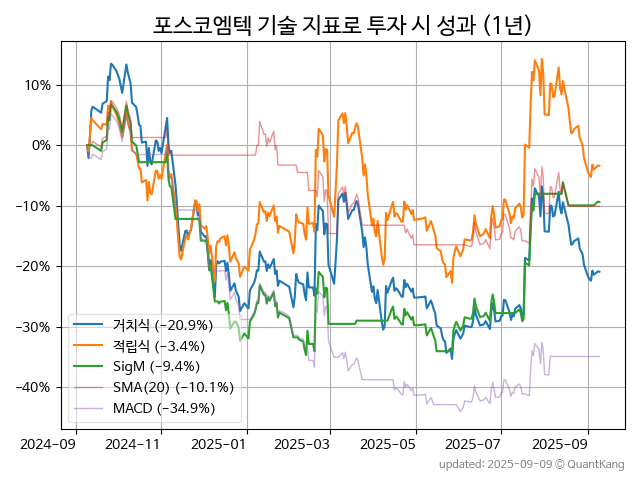 포스코엠텍 기술 지표로 투자 시 성과 (1년)
10%
0%
−10%
−20%
−30%
−40%
거치식 (−20.9%)
적립식 (−3.4%)
SigM (−9.4%)
SMA(20) (−10.1%)
MACD (−34.9%)
2024−09
2024−11
2025−01
2025−03
2025−05
2025−07
2025−09
updated: 2025−09−09 © QuantKang